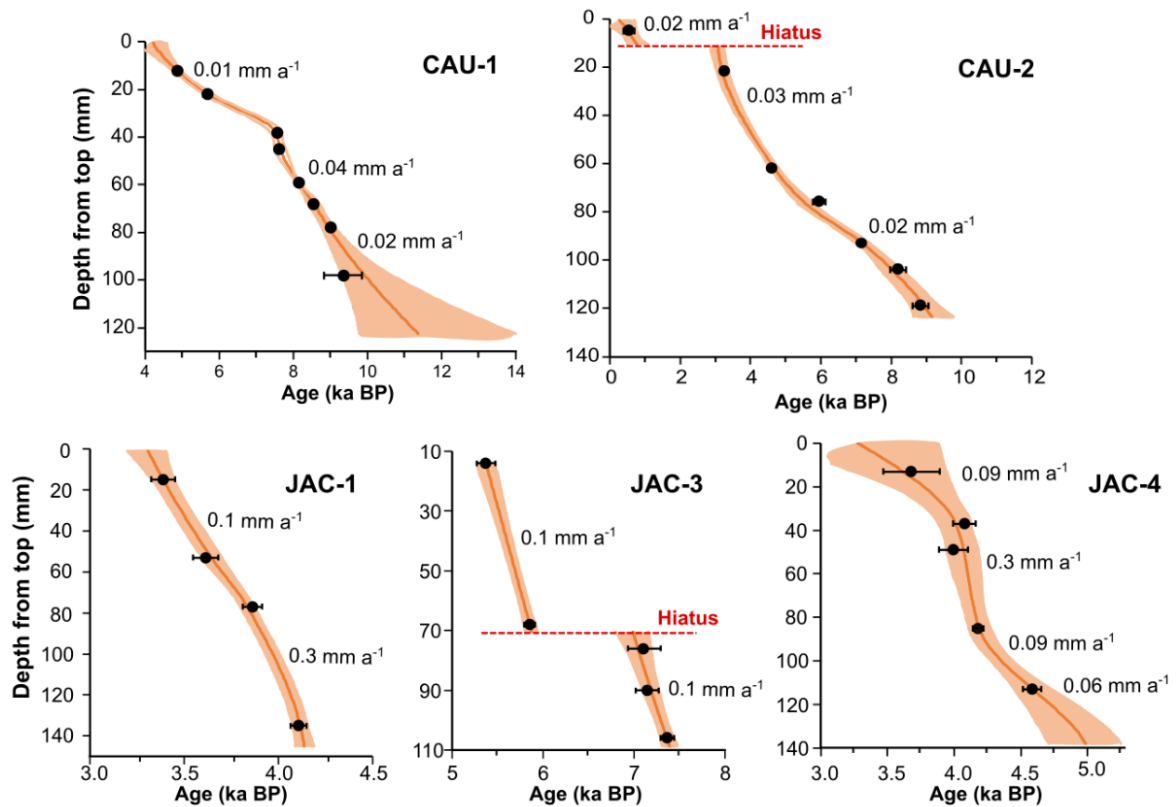 CAU-1
0.01 mm a⁻¹
0.04 mm a⁻¹
0.02 mm a⁻¹
Depth from top (mm)
0
20
40
60
80
100
120
4 6 8 10 12 14
Age (ka BP)
CAU-2
0.02 mm a⁻¹
Hiatus
0.03 mm a⁻¹
0.02 mm a⁻¹
0
20
40
60
80
100
120
140
0 2 4 6 8 10 12
Age (ka BP)
JAC-1
0.1 mm a⁻¹
0.3 mm a⁻¹
Depth from top (mm)
0
20
40
60
80
100
120
140
3.0 3.5 4.0 4.5
Age (ka BP)
JAC-3
0.1 mm a⁻¹
Hiatus
0.1 mm a⁻¹
10
30
50
70
90
110
5 6 7 8
Age (ka BP)
JAC-4
0.09 mm a⁻¹
0.3 mm a⁻¹
0.09 mm a⁻¹
0.06 mm a⁻¹
0
20
40
60
80
100
120
140
3.0 3.5 4.0 4.5 5.0
Age (ka BP)